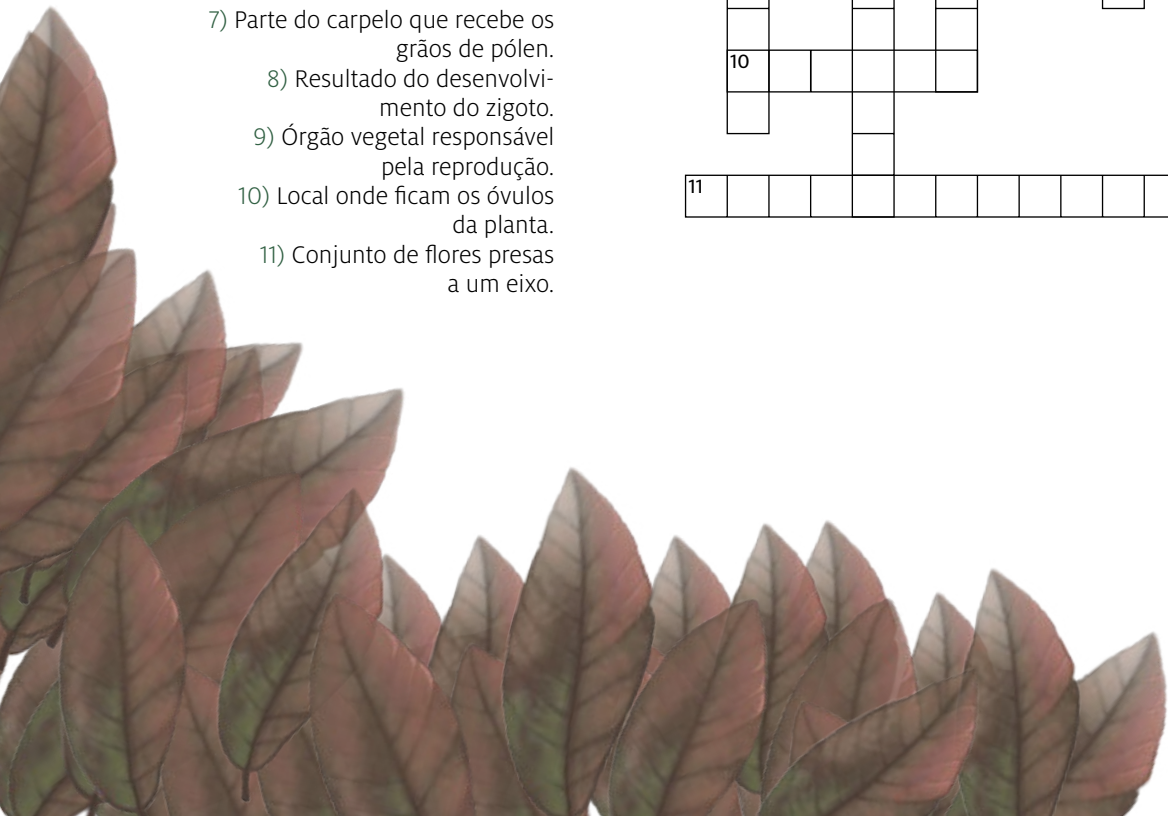 7) Parte do carpelo que recebe os
grãos de pólen.
8) Resultado do desenvolvi-
mento do zigoto.
9) Órgão vegetal responsável
pela reprodução.
10) Local onde ficam os óvulos
da planta.
11) Conjunto de flores presas
a um eixo.
10
11